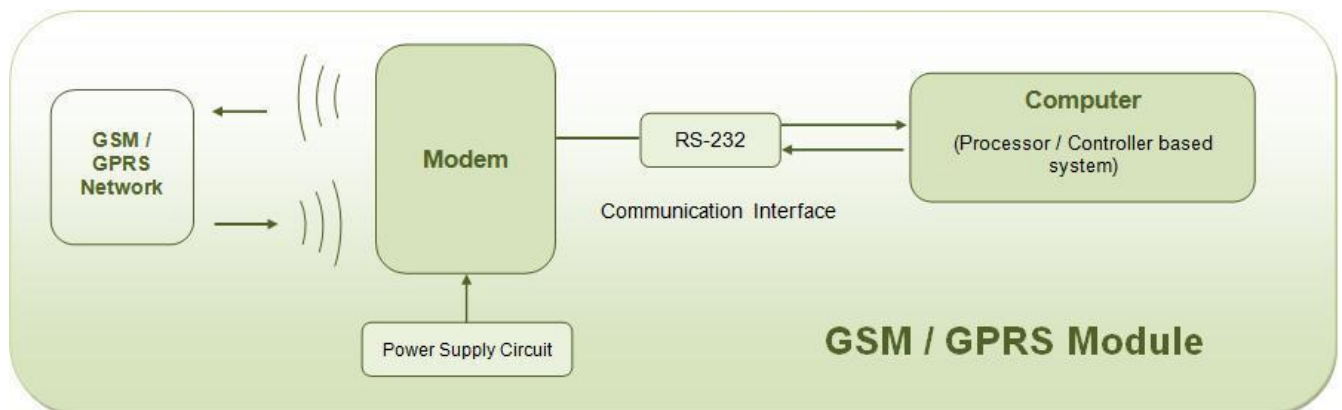 GSM /
GPRS
Network
Modem
RS-232
Computer
(Processor / Controller based
system)
Communication Interface
Power Supply Circuit
GSM / GPRS Module